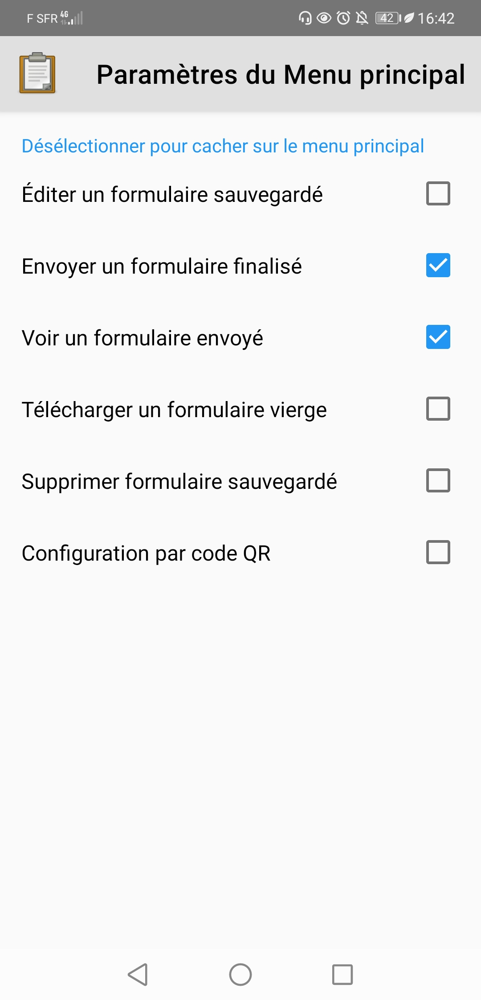 F SFR 4G 42 16:42
Paramètres du Menu principal
Désélectionner pour cacher sur le menu principal
Éditer un formulaire sauvegardé
Envoyer un formulaire finalisé
Voir un formulaire envoyé
Télécharger un formulaire vierge
Supprimer formulaire sauvegardé
Configuration par code QR